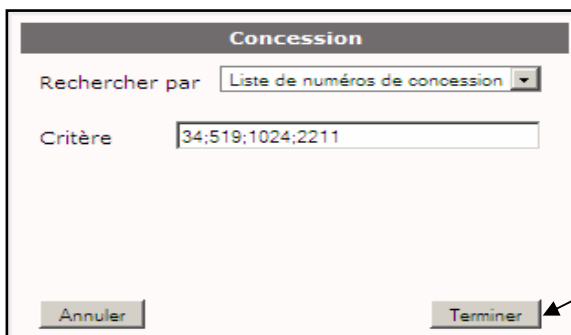 Concession
Rechercher par Liste de numéros de concession
Critère 34;519;1024;2211
Annuler Terminer